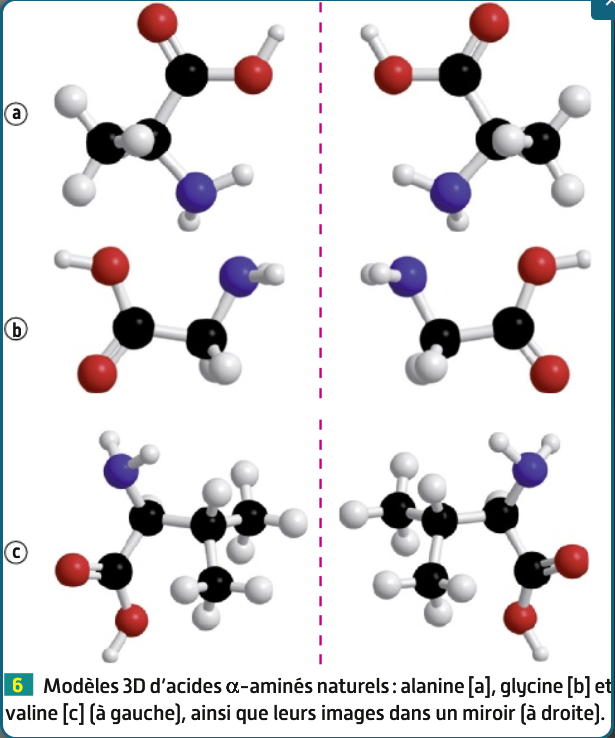 a
b
c
6 Modèles 3D d'acides α-aminés naturels : alanine [a], glycine [b] et
valine [c] (à gauche), ainsi que leurs images dans un miroir (à droite).